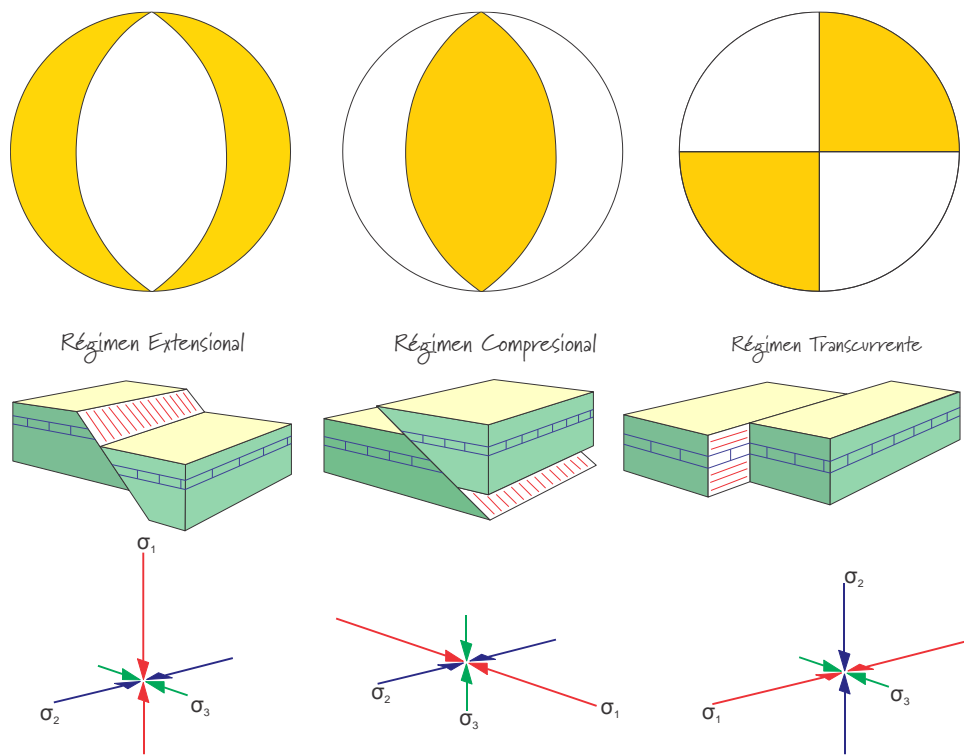 Régimen Extensional
Régimen Compresional
Régimen Transcurrente
σ1
σ2
σ3
σ2
σ3
σ1
σ2
σ1
σ3